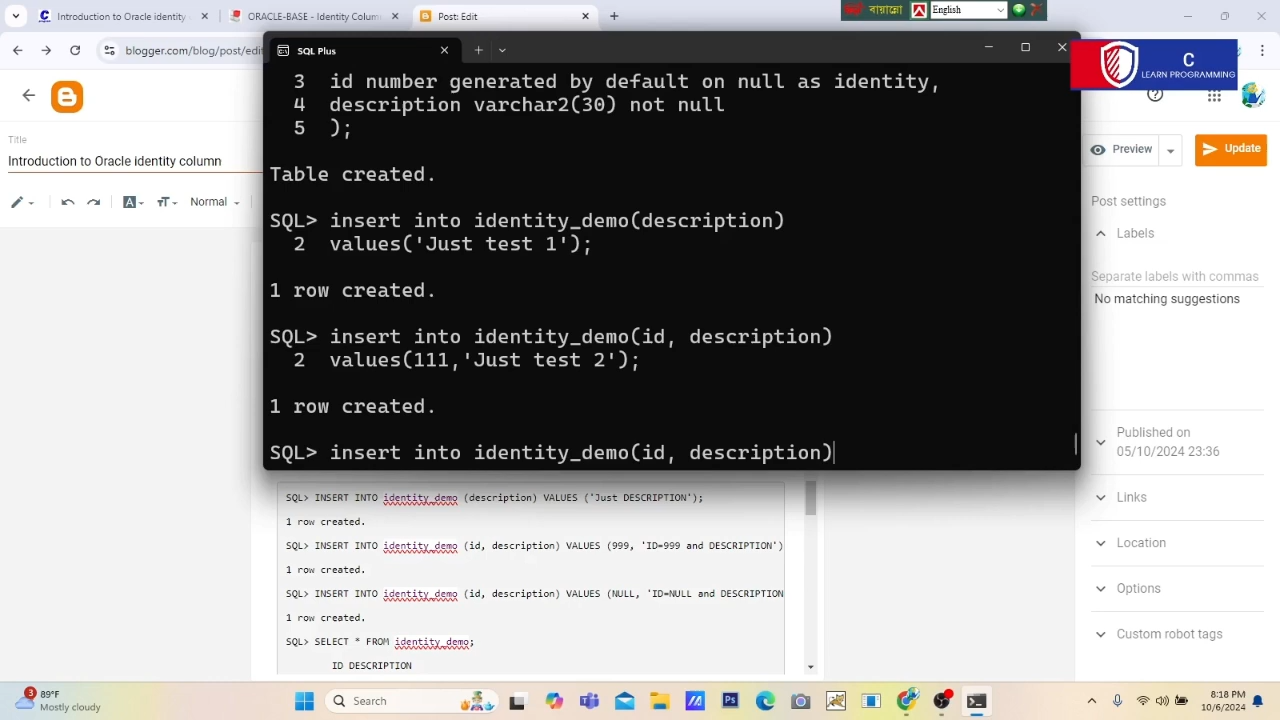 Introduction to Oracle identity colum
ORACLE-BASE - Identity Colum
Post Edit
বায়ান্নো
English
blogger.com/blog/post/edit
SQL Plus
C
LEARN PROGRAMMING
3 id number generated by default on null as identity,
4 description varchar2(30) not null
5 );
Table created.
SQL> insert into identity_demo(description)
2 values('Just test 1');
1 row created.
SQL> insert into identity_demo(id, description)
2 values(111,'Just test 2');
1 row created.
SQL> insert into identity_demo(id, description)
Title
Introduction to Oracle identity column
Normal
Preview
Update
Post settings
Labels
Separate labels with commas
No matching suggestions
Published on
05/10/2024 23:36
Links
Location
Options
Custom robot tags
SQL> INSERT INTO identity_demo (description) VALUES ('Just DESCRIPTION');
1 row created.
SQL> INSERT INTO identity_demo (id, description) VALUES (999, 'ID=999 and DESCRIPTION')
1 row created.
SQL> INSERT INTO identity_demo (id, description) VALUES (NULL, 'ID=NULL and DESCRIPTION
1 row created.
SQL> SELECT * FROM identity_demo;
ID DESCRIPTION
3
89°F
Mostly cloudy
Search
8:18 PM
10/6/2024